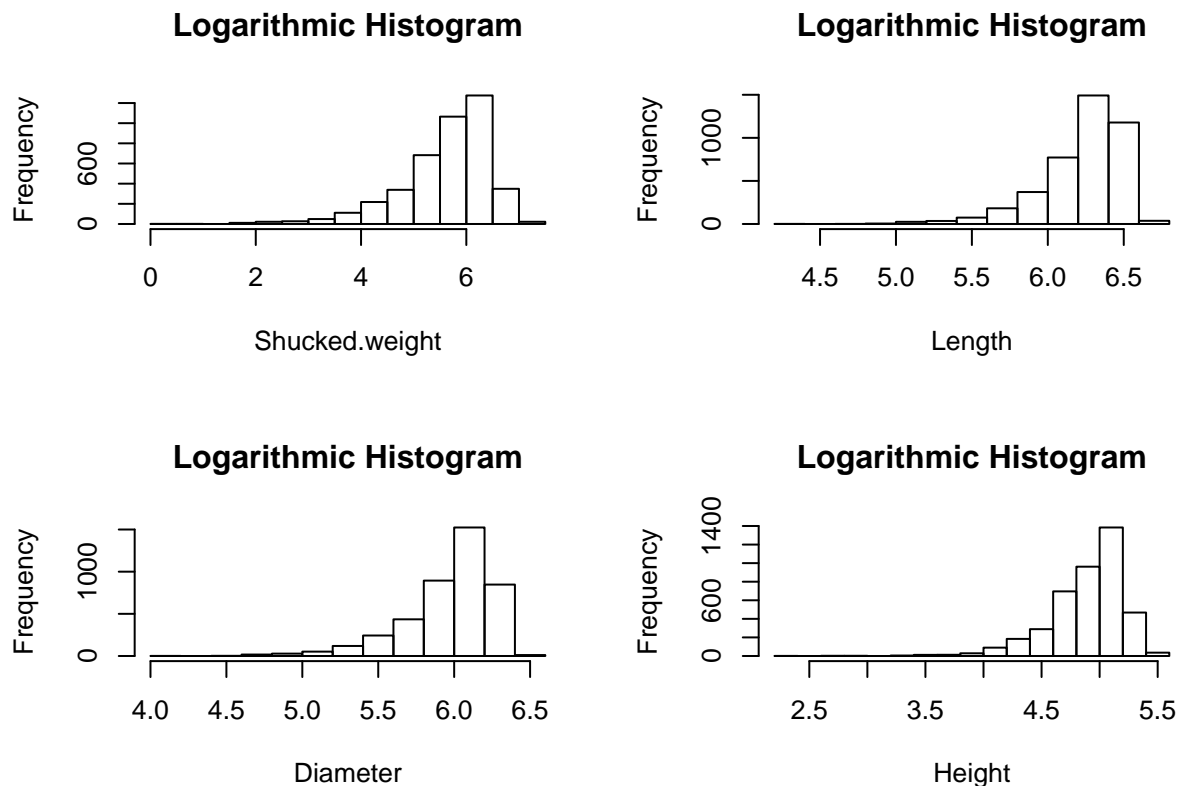 Logarithmic Histogram
Frequency
0 600
0 2 4 6
Shucked.weight
Logarithmic Histogram
Frequency
0 1000
4.5 5.0 5.5 6.0 6.5
Length
Logarithmic Histogram
Frequency
0 1000
4.0 4.5 5.0 5.5 6.0 6.5
Diameter
Logarithmic Histogram
Frequency
0 600 1400
2.5 3.5 4.5 5.5
Height